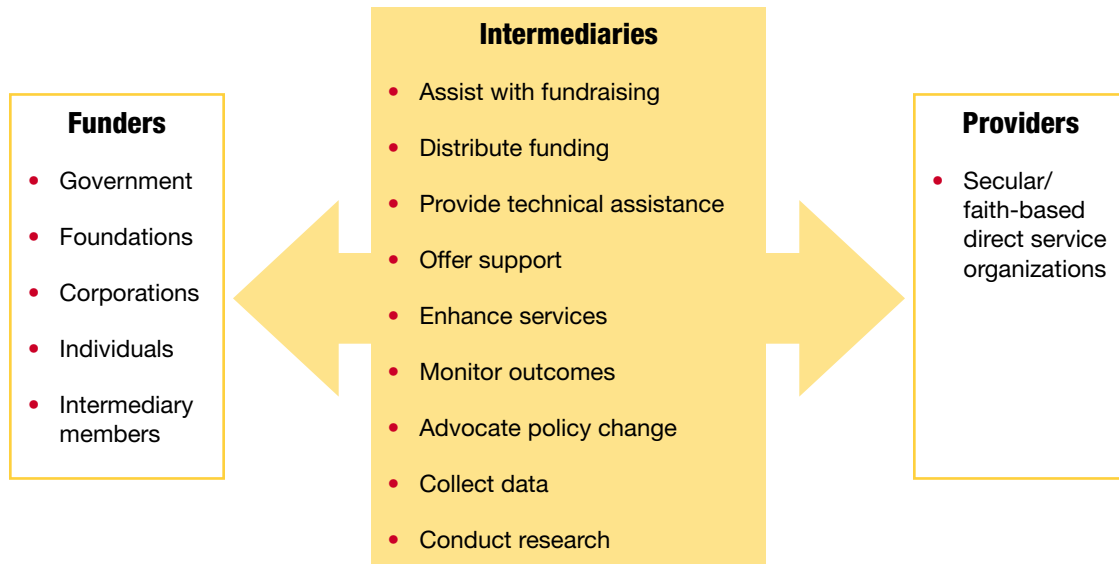 Funders
• Government
• Foundations
• Corporations
• Individuals
• Intermediary
members
Intermediaries
• Assist with fundraising
• Distribute funding
• Provide technical assistance
• Offer support
• Enhance services
• Monitor outcomes
• Advocate policy change
• Collect data
• Conduct research
Providers
• Secular/
faith-based
direct service
organizations